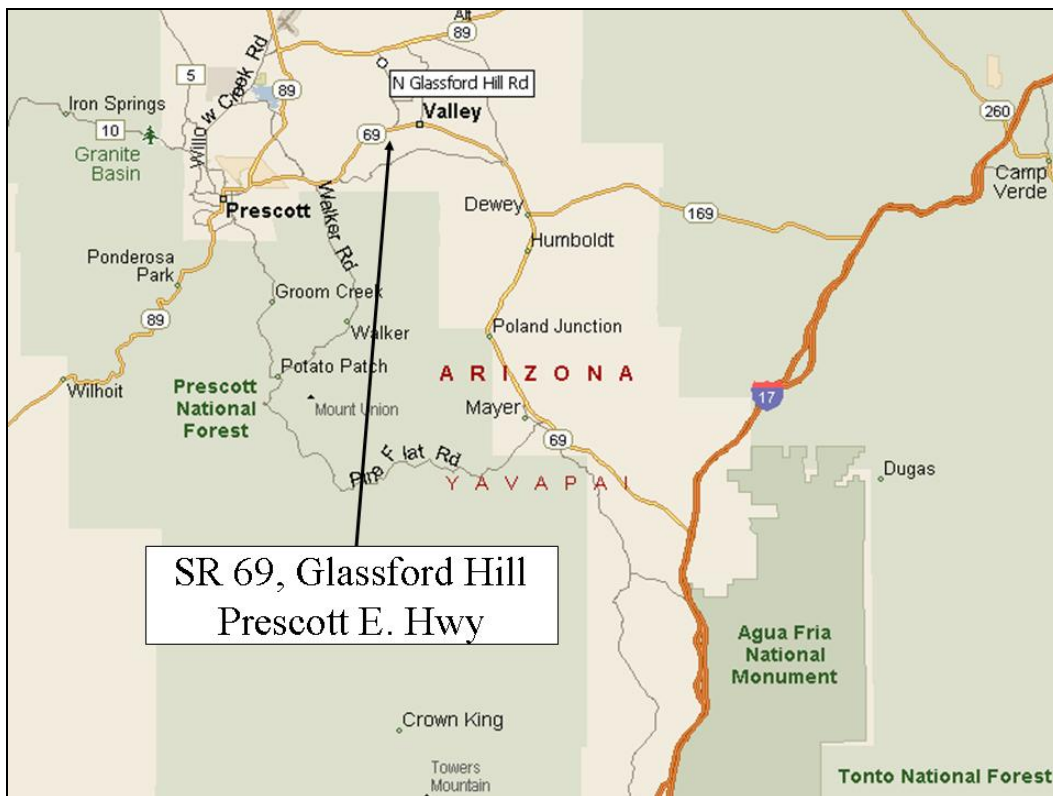 Alt
89
N Glassford Hill Rd
Valley
5
Willow Creek Rd
89
Iron Springs
10
Granite
Basin
69
260
Camp
Verde
Prescott
Walker Rd
Dewey
169
Humboldt
Ponderosa
Park
Groom Creek
89
Walker
Poland Junction
Potato Patch
ARIZONA
Wilhoit
Prescott
National
Forest
Mount Union
17
Mayer
69
Pine Flat Rd
YAVAPAI
Dugas
SR 69, Glassford Hill
Prescott E. Hwy
Agua Fria
National
Monument
Crown King
Towers
Mountain
Tonto National Forest